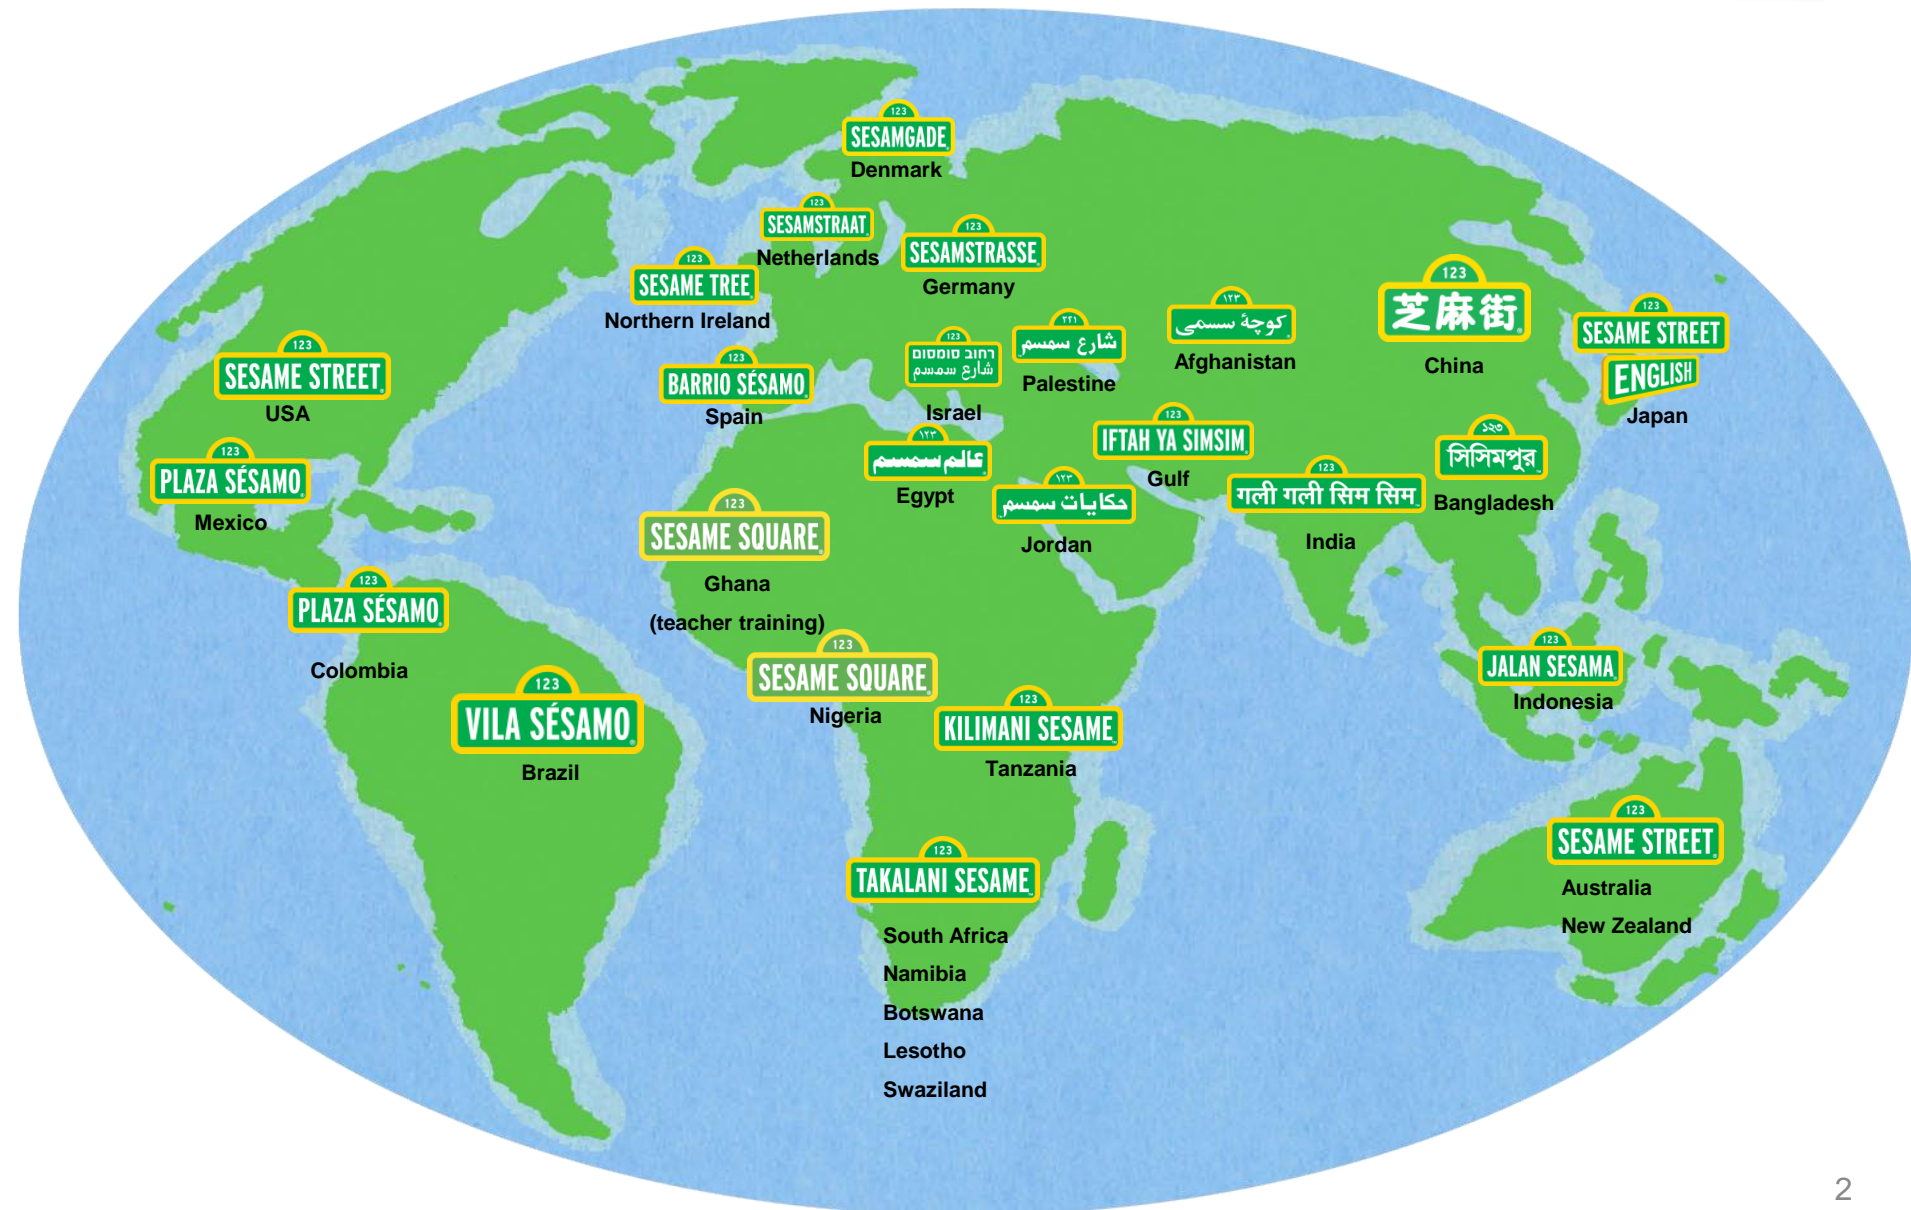 123
SESAMGADE
Denmark
123
SESAMSTRAAT
Netherlands
123
SESAMSTRASSE
Germany
123
SESAME TREE
Northern Ireland
123
SESAME STREET
USA
123
BARRIO SÉSAMO
Spain
123
רחוב סומסום
شارع سمسم
Israel
٢٢١
شارع سمسم
Palestine
١٢٣
كوچهٔ سسمی
Afghanistan
123
芝麻街
China
123
SESAME STREET
ENGLISH
Japan
123
PLAZA SÉSAMO
Mexico
١٢٣
عالم سمسم
Egypt
123
IFTAH YA SIMSIM
Gulf
١٢٣
حكايات سمسم
Jordan
123
गली गली सिम सिम
India
১২৩
সিসিমপুর
Bangladesh
123
SESAME SQUARE
Ghana
(teacher training)
123
PLAZA SÉSAMO
Colombia
123
VILA SÉSAMO
Brazil
123
SESAME SQUARE
Nigeria
123
KILIMANI SESAME
Tanzania
123
JALAN SESAMA
Indonesia
123
TAKALANI SESAME
South Africa
Namibia
Botswana
Lesotho
Swaziland
123
SESAME STREET
Australia
New Zealand
2